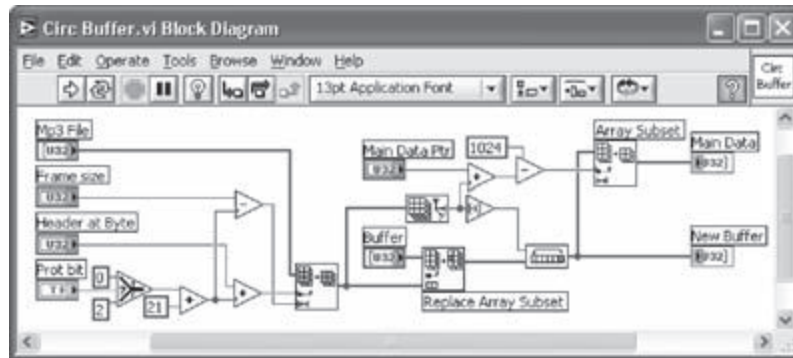 Circ Buffer.vi Block Diagram
File Edit Operate Tools Browse Window Help
13pt Application Font
Circ
Buffer
Mp3 File
[U32]
Frame size
U32
Header at Byte
U32
Prot bit
TF
0
2
21
Main Data Ptr
U32
1024
Buffer
[U32]
Replace Array Subset
Array Subset
Main Data
[U32]
New Buffer
[U32]